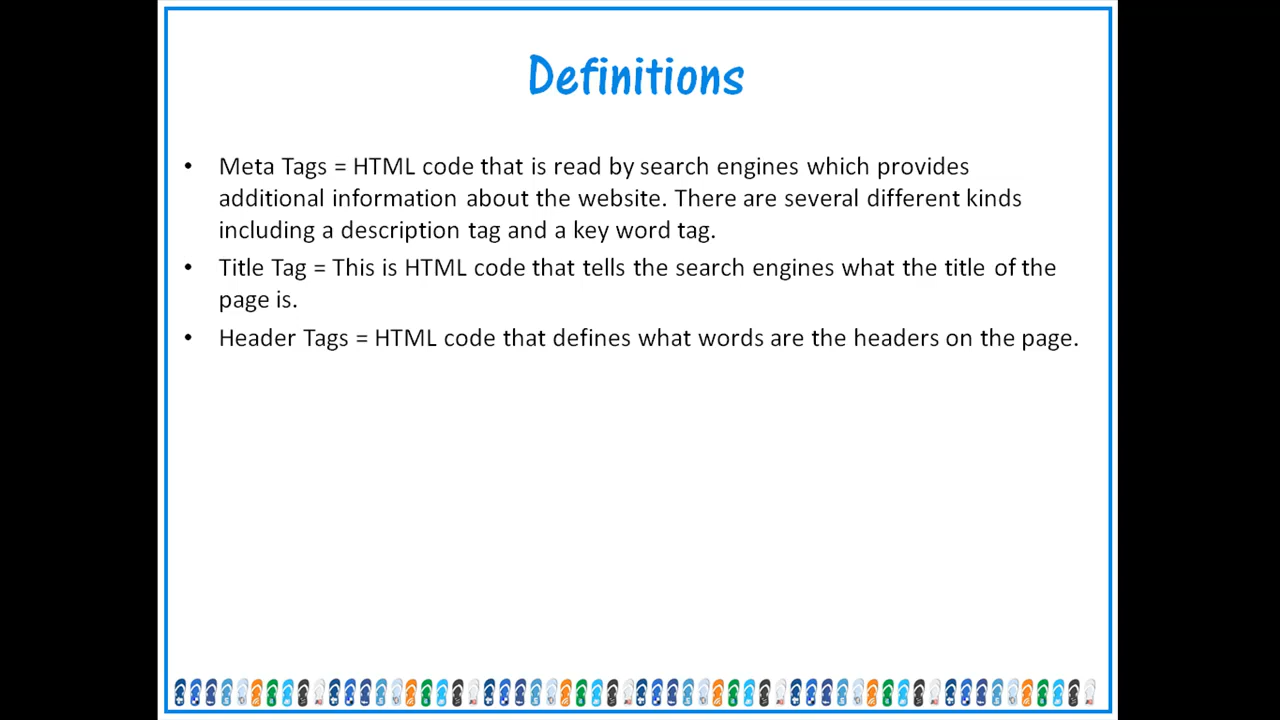 Definitions
• Meta Tags = HTML code that is read by search engines which provides
additional information about the website. There are several different kinds
including a description tag and a key word tag.
• Title Tag = This is HTML code that tells the search engines what the title of the
page is.
• Header Tags = HTML code that defines what words are the headers on the page.